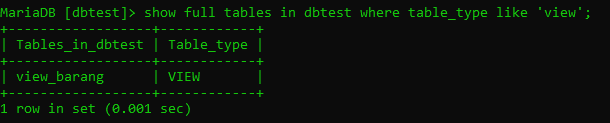 MariaDB [dbtest]> show full tables in dbtest where table_type like 'view';
+------------------+------------+
| Tables_in_dbtest | Table_type |
+------------------+------------+
| view_barang      | VIEW       |
+------------------+------------+
1 row in set (0.001 sec)